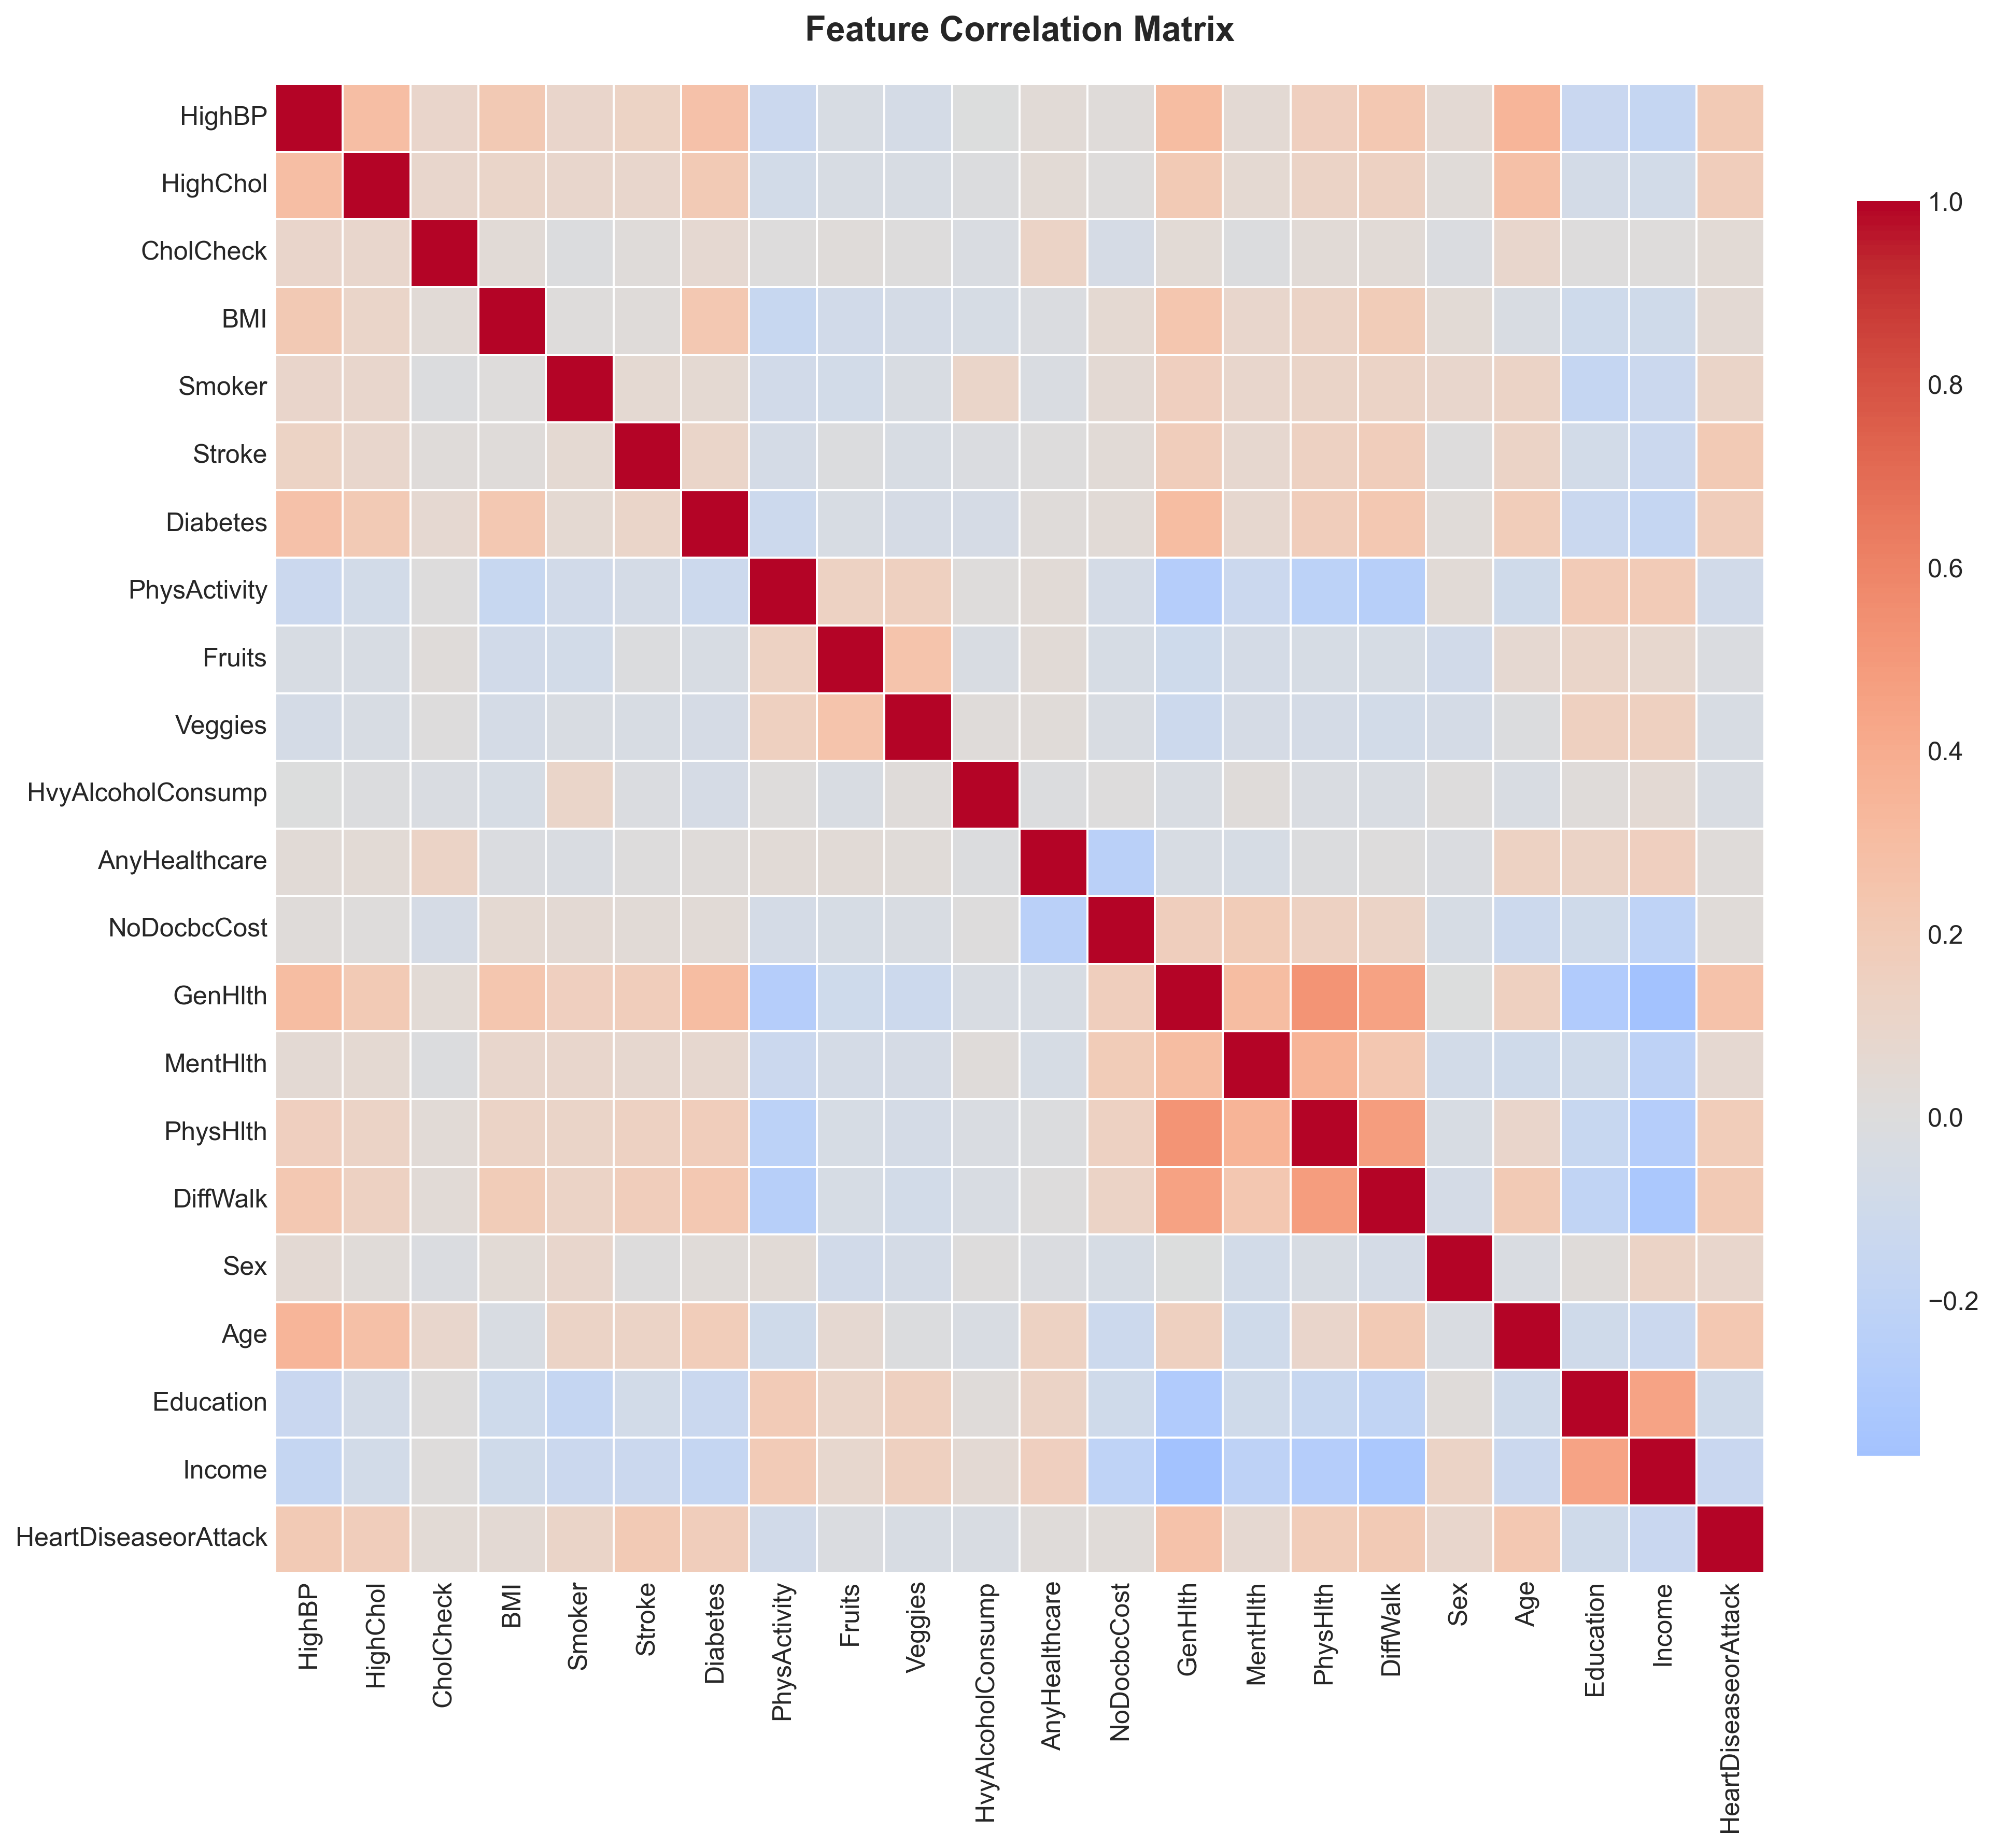 Feature Correlation Matrix
HighBP
HighChol
CholCheck
BMI
Smoker
Stroke
Diabetes
PhysActivity
Fruits
Veggies
HvyAlcoholConsump
AnyHealthcare
NoDocbcCost
GenHlth
MentHlth
PhysHlth
DiffWalk
Sex
Age
Education
Income
HeartDiseaseorAttack
HighBP
HighChol
CholCheck
BMI
Smoker
Stroke
Diabetes
PhysActivity
Fruits
Veggies
HvyAlcoholConsump
AnyHealthcare
NoDocbcCost
GenHlth
MentHlth
PhysHlth
DiffWalk
Sex
Age
Education
Income
HeartDiseaseorAttack
1.0
0.8
0.6
0.4
0.2
0.0
−0.2